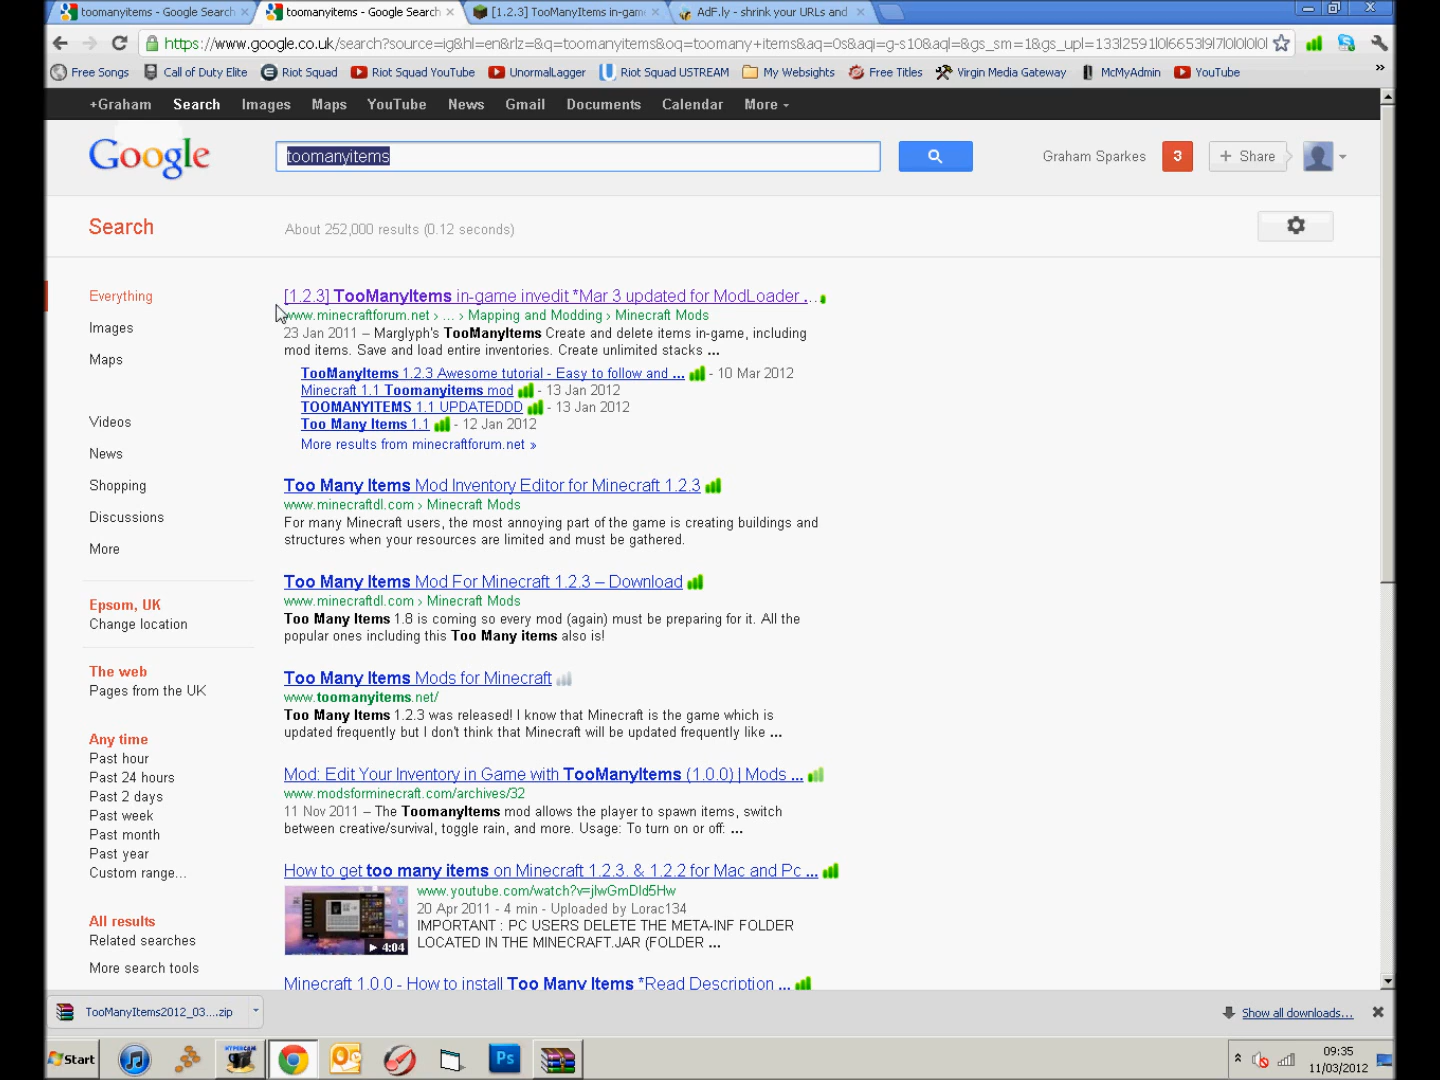 toomanyitems - Google Search
toomanyitems - Google Search
[1.2.3] TooManyItems in-gam
AdF.ly - shrink your URLs and
https://www.google.co.uk/search?source=ig&hl=en&rlz=&q=toomanyitems&oq=toomany+items&aq=0s&aqi=g-s10&aql=&gs_sm=1&gs_upl=
Free Songs
Call of Duty Elite
Riot Squad
Riot Squad YouTube
UnormalLagger
Riot Squad USTREAM
My Websights
Free Titles
Virgin Media Gateway
McMyAdmin
YouTube
»
+Graham Search Images Maps YouTube News Gmail Documents Calendar More
Google
toomanyitems
Graham Sparkes
3
+ Share
Search
About 252,000 results (0.12 seconds)
Everything
Images
Maps
Videos
News
Shopping
Discussions
More
Epsom, UK
Change location
The web
Pages from the UK
Any time
Past hour
Past 24 hours
Past 2 days
Past week
Past month
Past year
Custom range...
All results
Related searches
More search tools
[1.2.3] TooManyItems in-game invedit *Mar 3 updated for ModLoader ...
www.minecraftforum.net › ... › Mapping and Modding › Minecraft Mods
23 Jan 2011 – Marglyph's TooManyItems Create and delete items in-game, including
mod items. Save and load entire inventories. Create unlimited stacks ...
TooManyItems 1.2.3 Awesome tutorial - Easy to follow and ... - 10 Mar 2012
Minecraft 1.1 Toomanyitems mod - 13 Jan 2012
TOOMANYITEMS 1.1 UPDATEDDD - 13 Jan 2012
Too Many Items 1.1 - 12 Jan 2012
More results from minecraftforum.net »
Too Many Items Mod Inventory Editor for Minecraft 1.2.3
www.minecraftdl.com › Minecraft Mods
For many Minecraft users, the most annoying part of the game is creating buildings and
structures when your resources are limited and must be gathered.
Too Many Items Mod For Minecraft 1.2.3 – Download
www.minecraftdl.com › Minecraft Mods
Too Many Items 1.8 is coming so every mod (again) must be preparing for it. All the
popular ones including this Too Many items also is!
Too Many Items Mods for Minecraft
www.toomanyitems.net/
Too Many Items 1.2.3 was released! I know that Minecraft is the game which is
updated frequently but I don't think that Minecraft will be updated frequently like ...
Mod: Edit Your Inventory in Game with TooManyItems (1.0.0) | Mods ...
www.modsforminecraft.com/archives/32
11 Nov 2011 – The ToomanyItems mod allows the player to spawn items, switch
between creative/survival, toggle rain, and more. Usage: To turn on or off: ...
How to get too many items on Minecraft 1.2.3. & 1.2.2 for Mac and Pc ...
4:04
www.youtube.com/watch?v=jlwGmDld5Hw
20 Apr 2011 - 4 min - Uploaded by Lorac134
IMPORTANT : PC USERS DELETE THE META-INF FOLDER
LOCATED IN THE MINECRAFT.JAR (FOLDER ...
Minecraft 1.0.0 - How to install Too Many Items *Read Description ...
TooManyItems2012_03....zip
Show all downloads...
Start
HYPERCAM
Ps
09:35
11/03/2012